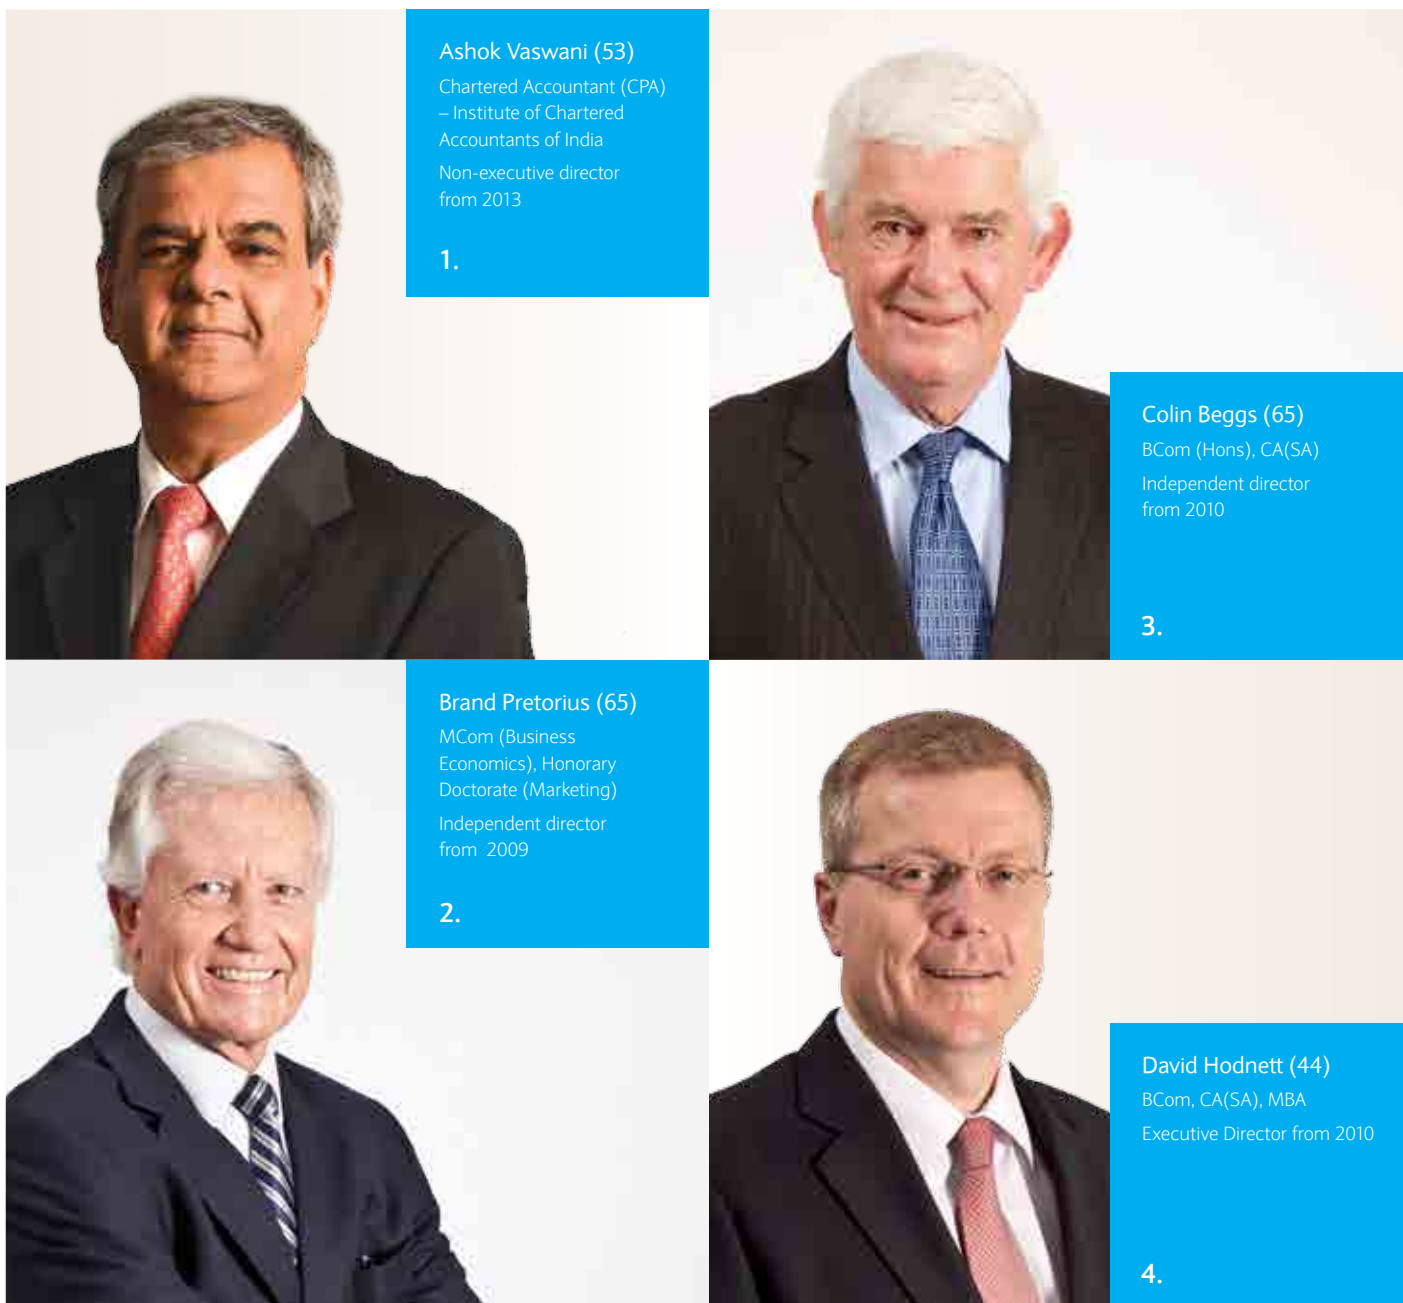 Ashok Vaswani (53)
Chartered Accountant (CPA)
– Institute of Chartered
Accountants of India
Non-executive director
from 2013
1.
Brand Pretorius (65)
MCom (Business
Economics), Honorary
Doctorate (Marketing)
Independent director
from 2009
2.
Colin Beggs (65)
BCom (Hons), CA(SA)
Independent director
from 2010
3.
David Hodnett (44)
BCom, CA(SA), MBA
Executive Director from 2010
4.